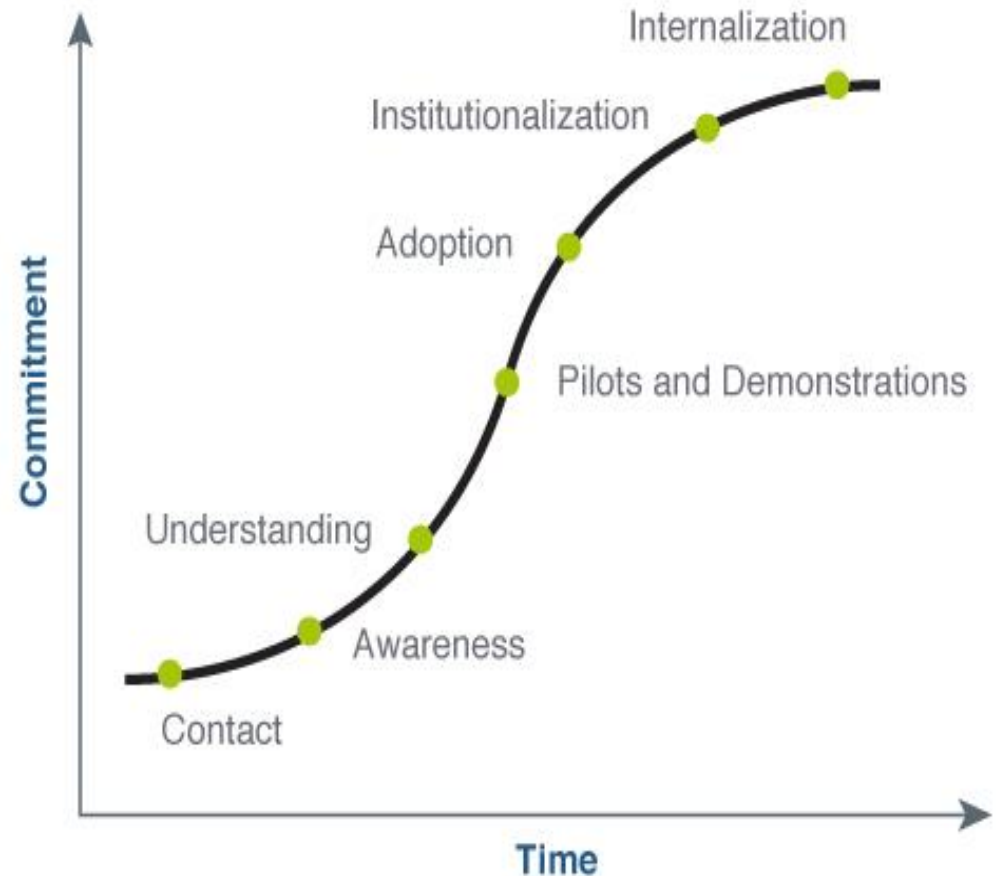 Internalization
Institutionalization
Adoption
Pilots and Demonstrations
Understanding
Awareness
Contact
Commitment
Time